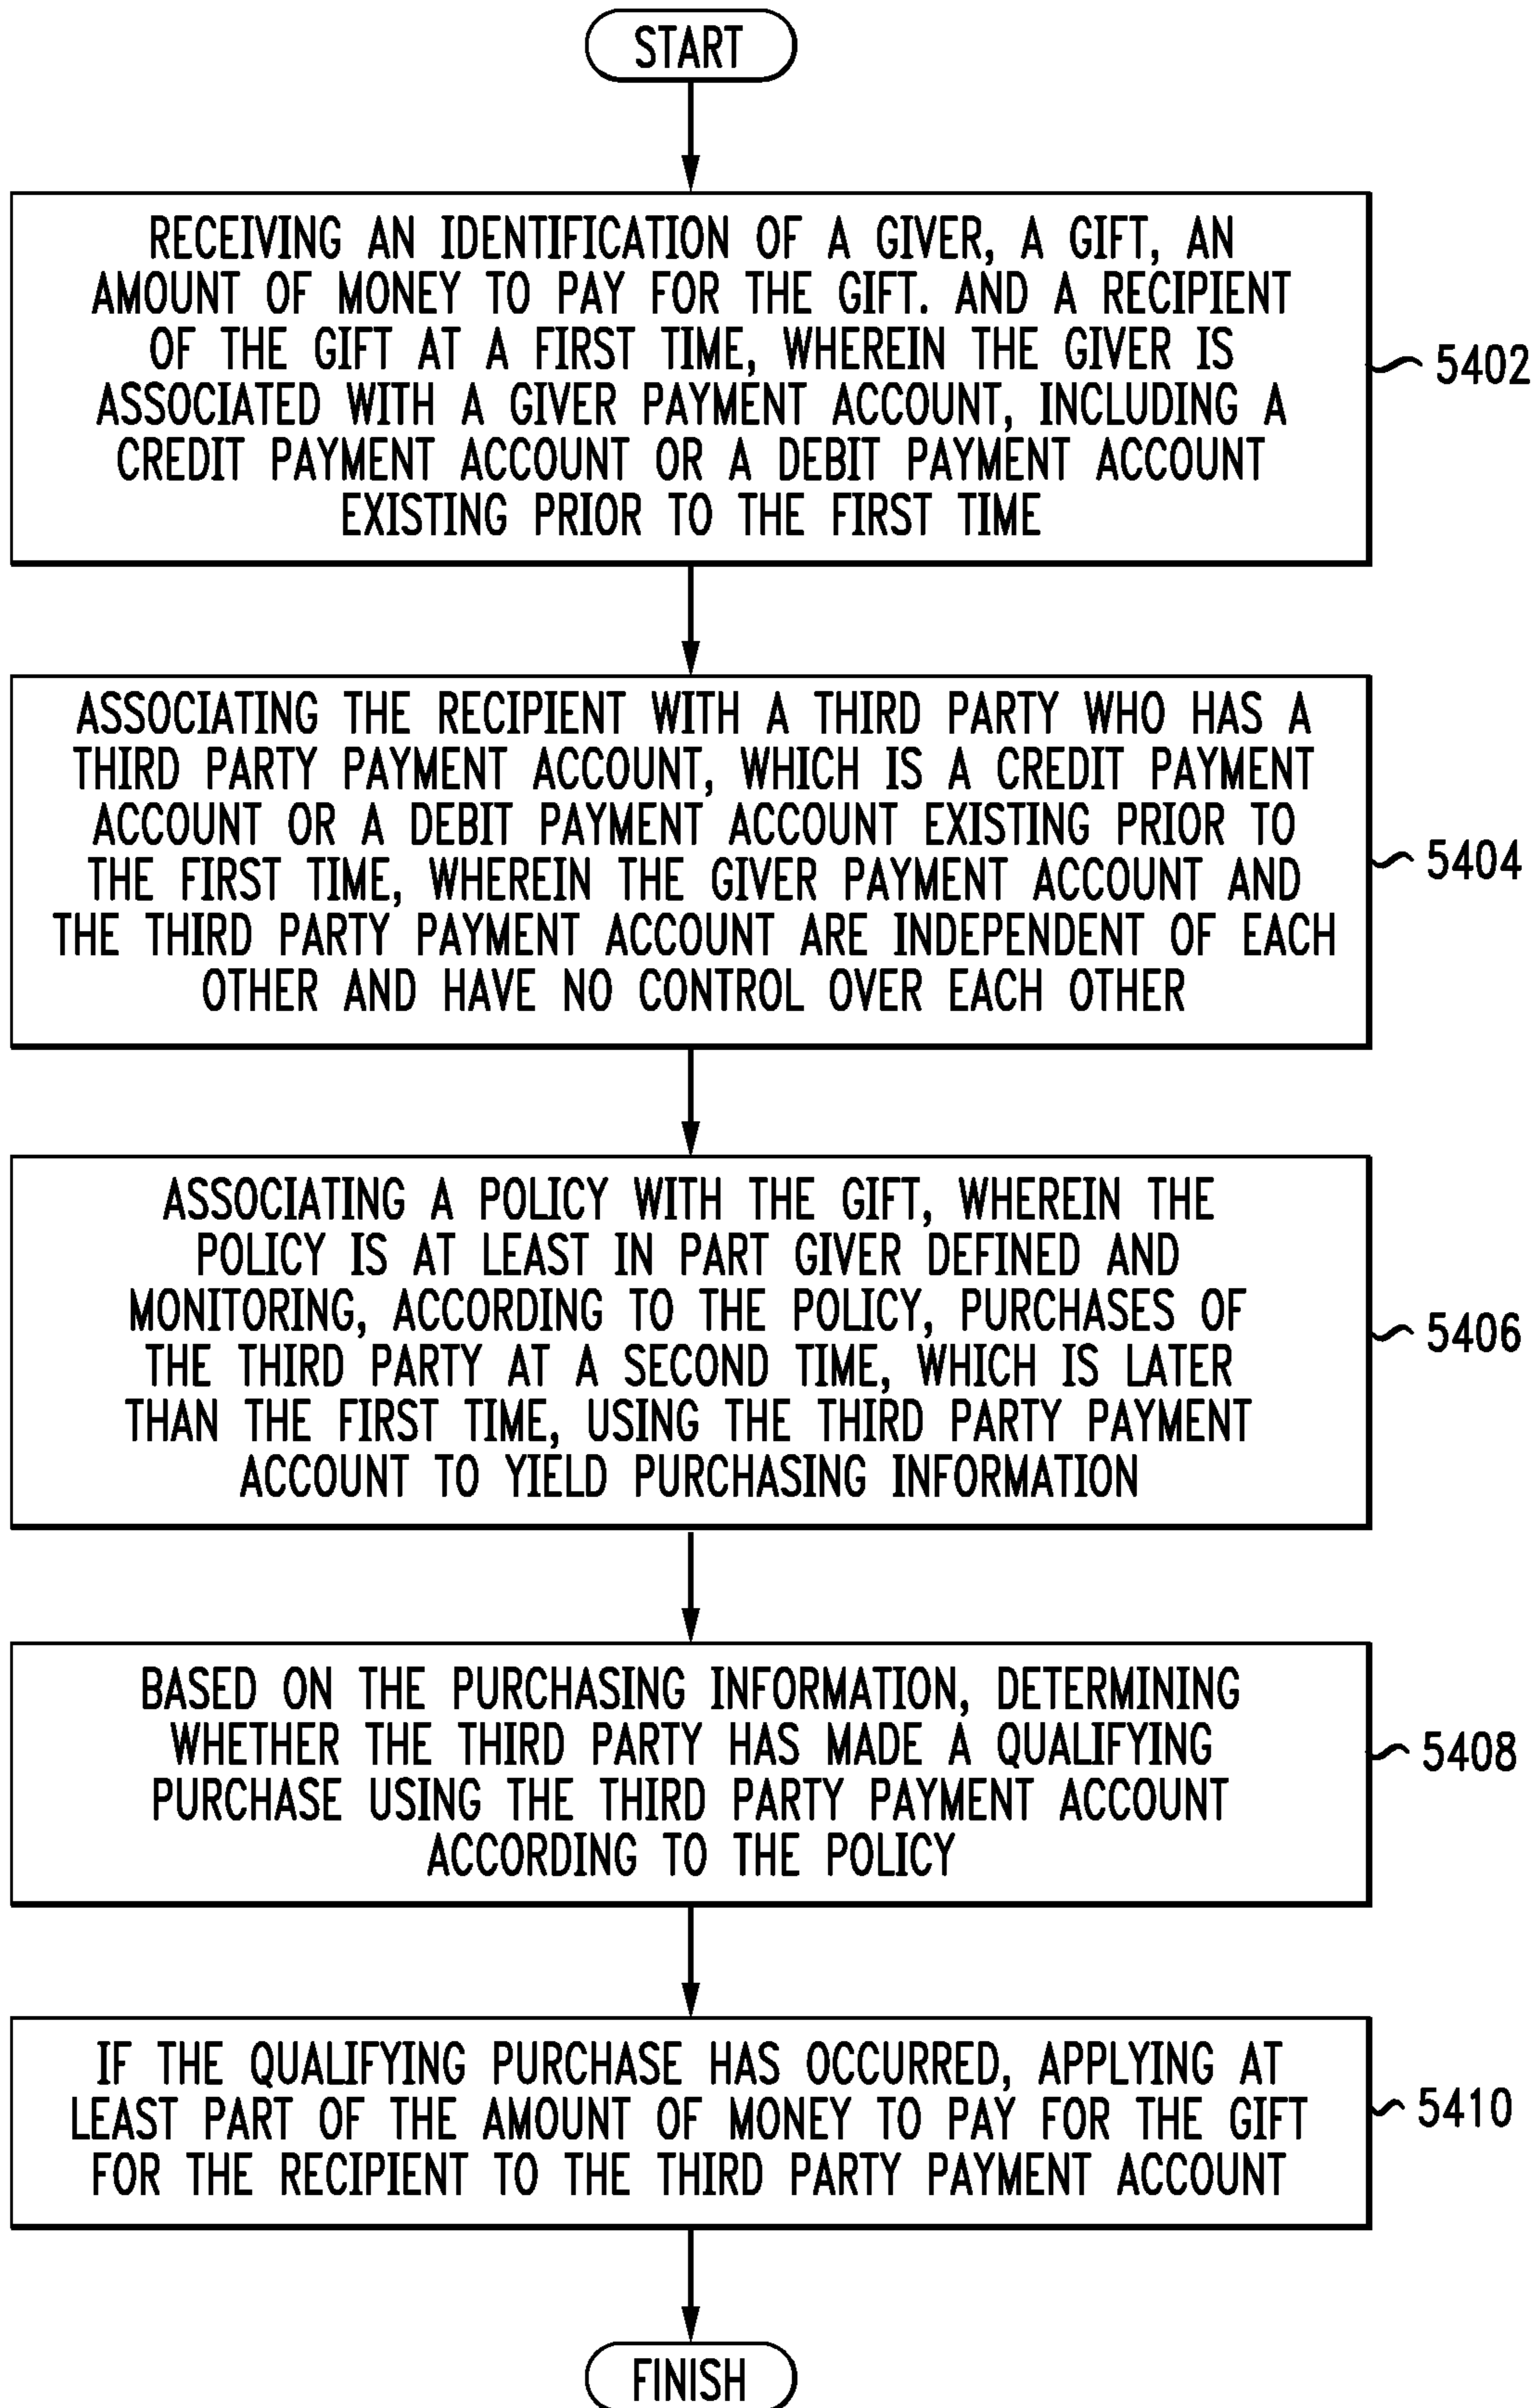 START
RECEIVING AN IDENTIFICATION OF A GIVER, A GIFT, AN
AMOUNT OF MONEY TO PAY FOR THE GIFT. AND A RECIPIENT
OF THE GIFT AT A FIRST TIME, WHEREIN THE GIVER IS
ASSOCIATED WITH A GIVER PAYMENT ACCOUNT, INCLUDING A
CREDIT PAYMENT ACCOUNT OR A DEBIT PAYMENT ACCOUNT
EXISTING PRIOR TO THE FIRST TIME
5402
ASSOCIATING THE RECIPIENT WITH A THIRD PARTY WHO HAS A
THIRD PARTY PAYMENT ACCOUNT, WHICH IS A CREDIT PAYMENT
ACCOUNT OR A DEBIT PAYMENT ACCOUNT EXISTING PRIOR TO
THE FIRST TIME, WHEREIN THE GIVER PAYMENT ACCOUNT AND
THE THIRD PARTY PAYMENT ACCOUNT ARE INDEPENDENT OF EACH
OTHER AND HAVE NO CONTROL OVER EACH OTHER
5404
ASSOCIATING A POLICY WITH THE GIFT, WHEREIN THE
POLICY IS AT LEAST IN PART GIVER DEFINED AND
MONITORING, ACCORDING TO THE POLICY, PURCHASES OF
THE THIRD PARTY AT A SECOND TIME, WHICH IS LATER
THAN THE FIRST TIME, USING THE THIRD PARTY PAYMENT
ACCOUNT TO YIELD PURCHASING INFORMATION
5406
BASED ON THE PURCHASING INFORMATION, DETERMINING
WHETHER THE THIRD PARTY HAS MADE A QUALIFYING
PURCHASE USING THE THIRD PARTY PAYMENT ACCOUNT
ACCORDING TO THE POLICY
5408
IF THE QUALIFYING PURCHASE HAS OCCURRED, APPLYING AT
LEAST PART OF THE AMOUNT OF MONEY TO PAY FOR THE GIFT
FOR THE RECIPIENT TO THE THIRD PARTY PAYMENT ACCOUNT
5410
FINISH